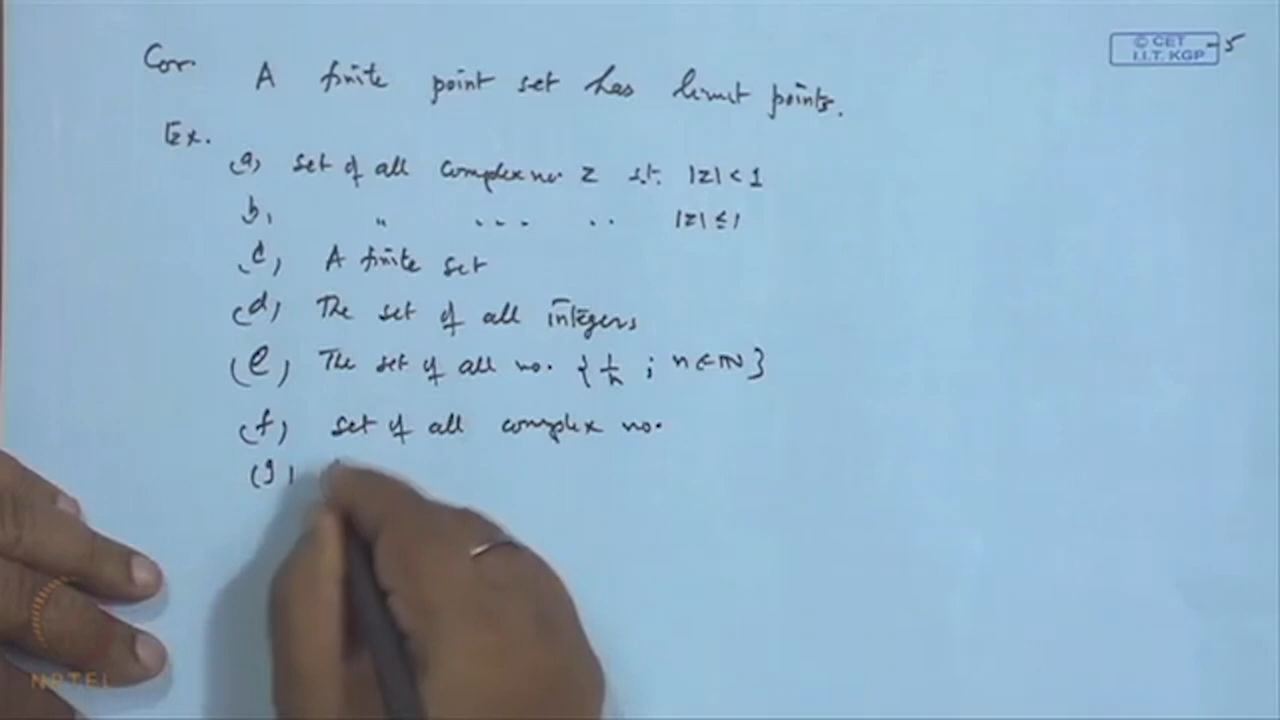 © CET
I.I.T. KGP
-5
Cor. A finite point set has limit points.
Ex.
(a) set of all complex no. z s.t. |z| < 1
b, " ... .. |z| ≤ 1
(c) A finite set
(d) The set of all integers
(e) The set of all no. { 1/n ; n ∈ IN }
(f) set of all complex no.
(g)
NPTEL